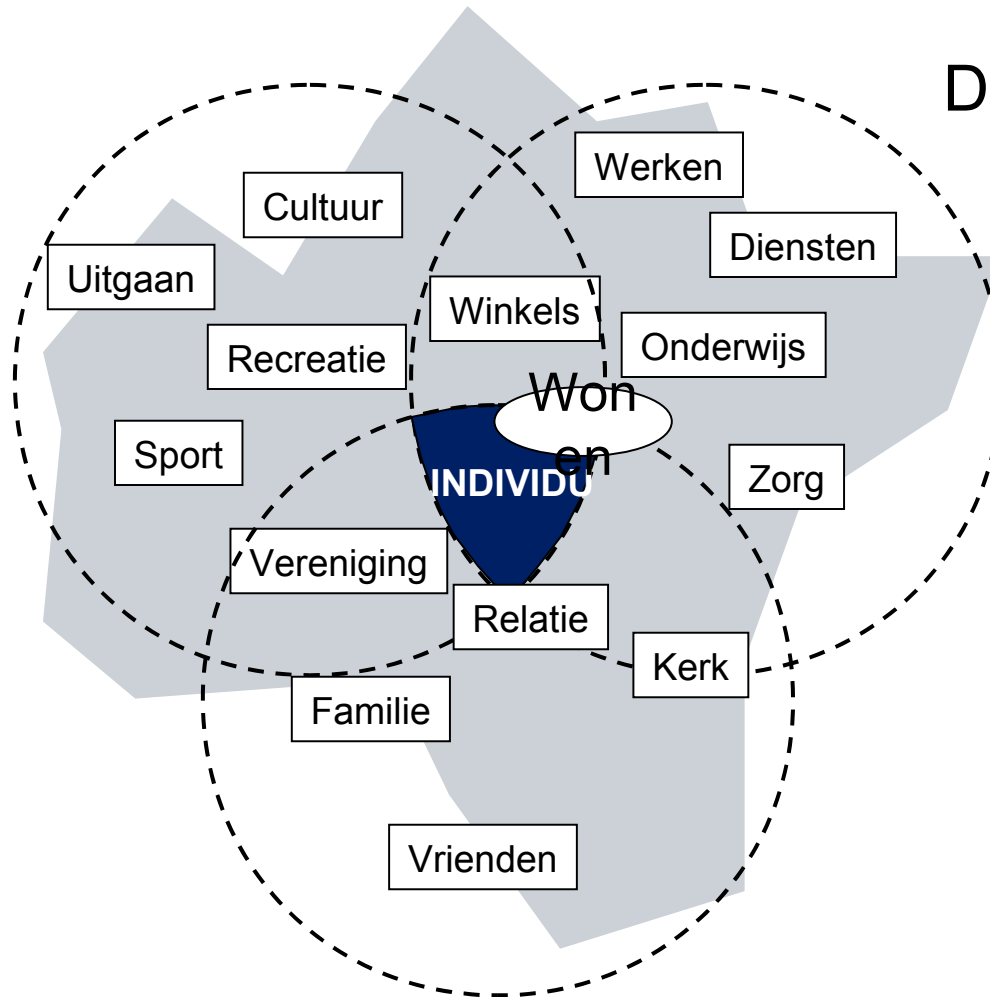 D
Werken
Cultuur
Diensten
Uitgaan
Winkels
Onderwijs
Recreatie
Won
en
Sport
INDIVIDU
Zorg
Vereniging
Relatie
Kerk
Familie
Vrienden